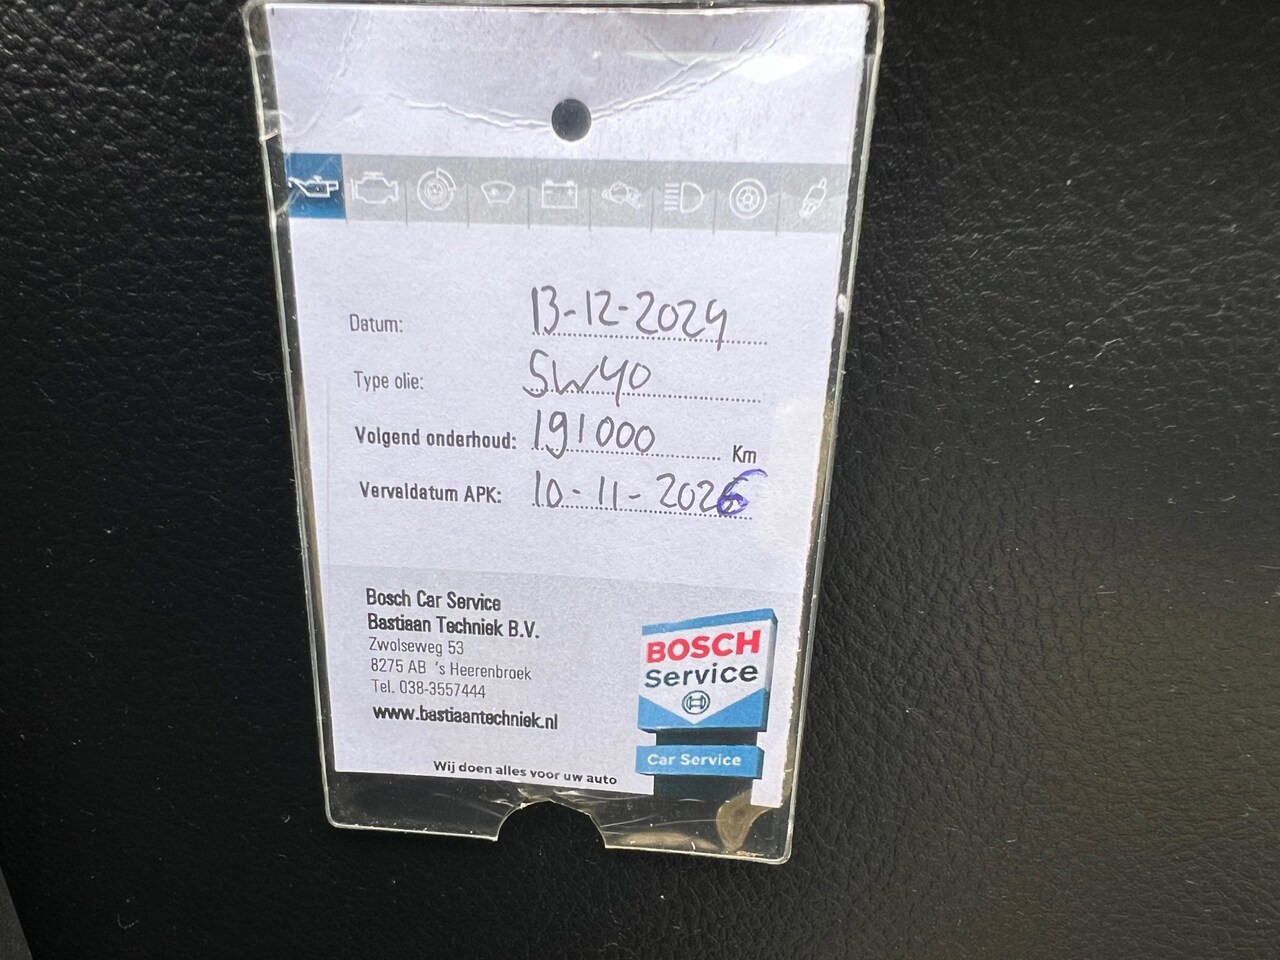 Datum: 13-12-2024
Type olie: 5W40
Volgend onderhoud: 191000 Km
Vervaldatum APK: 10-11-2026
Bosch Car Service
Bastiaan Techniek B.V.
Zwolseweg 53
8275 AB 's Heerenbroek
Tel. 038-3557444
www.bastiaantechniek.nl
Wij doen alles voor uw auto
BOSCH
Service
Car Service